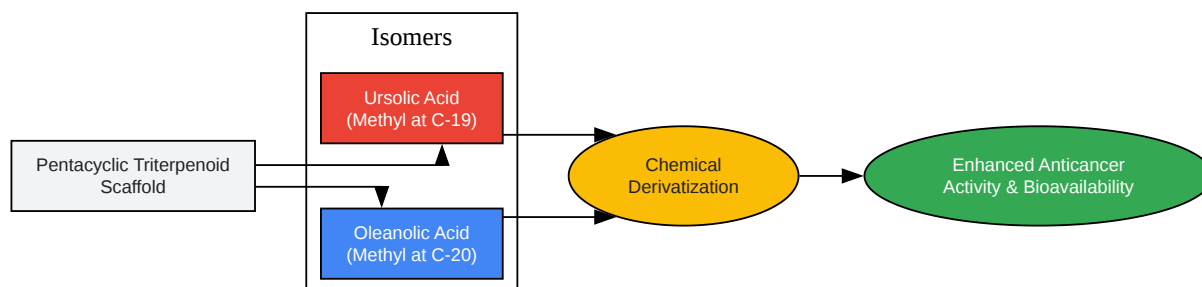 Isomers
Ursolic Acid
(Methyl at C-19)
Pentacyclic Triterpenoid
Scaffold
Chemical
Derivatization
Enhanced Anticancer
Activity & Bioavailability
Oleanolic Acid
(Methyl at C-20)